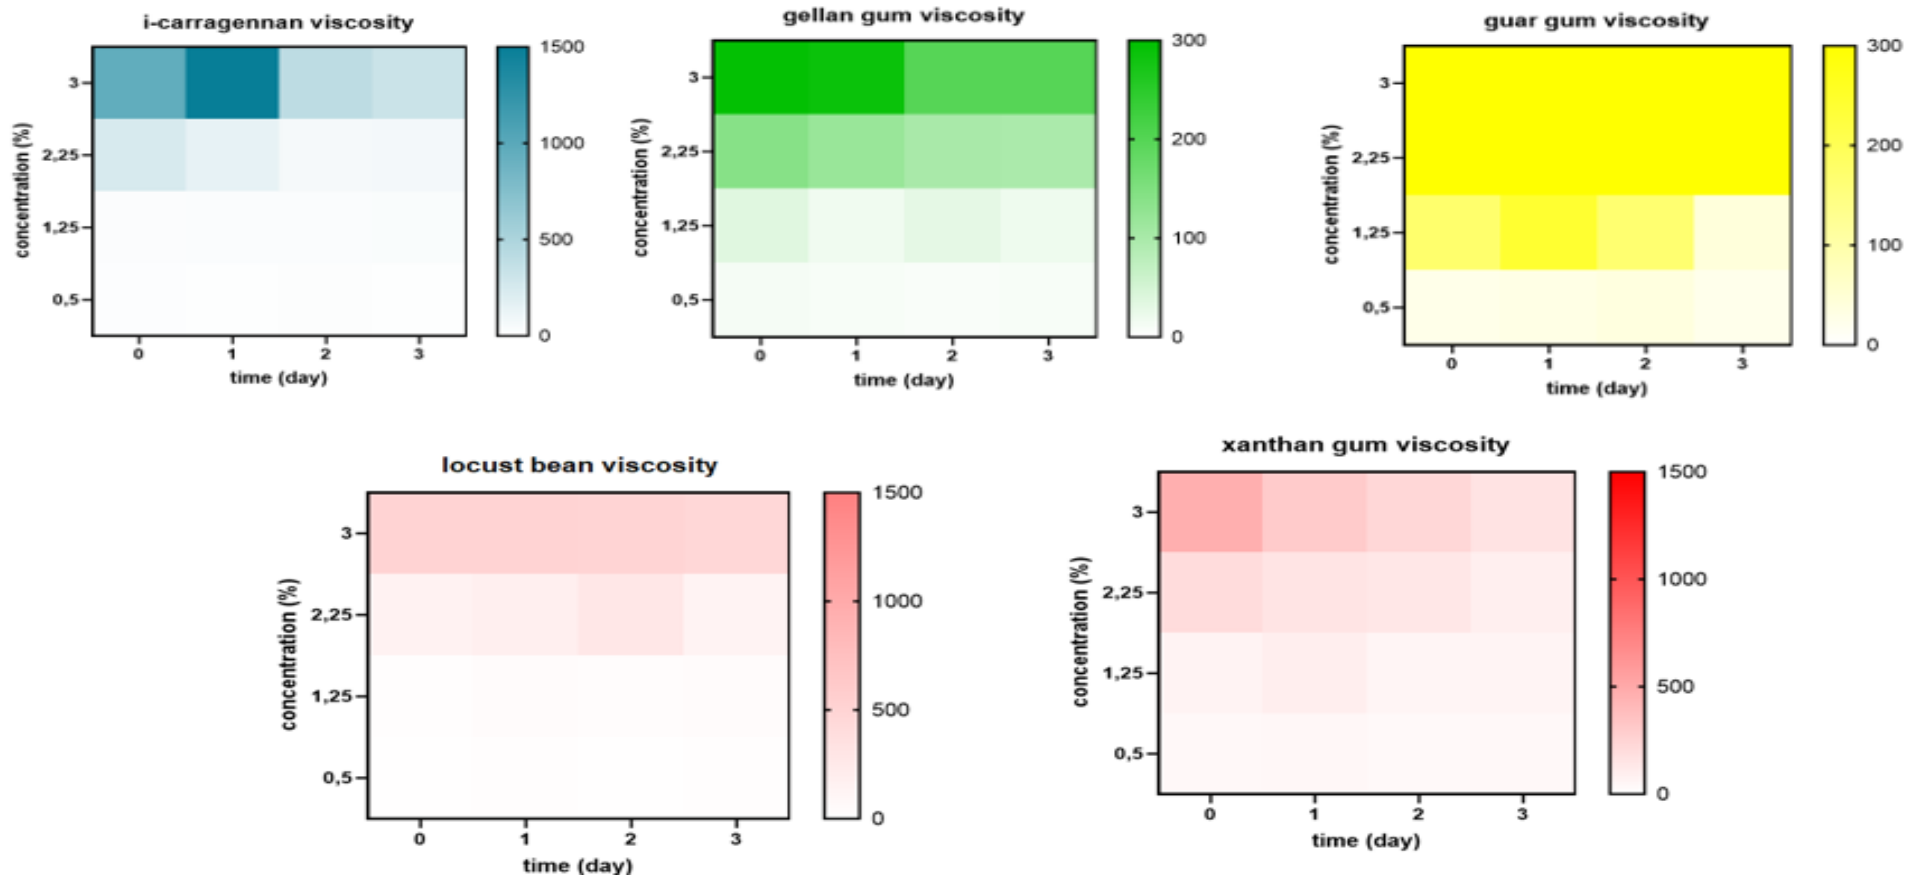 i-carragennan viscosity
concentration (%)
3
2,25
1,25
0,5
0 1 2 3
time (day)
1500
1000
500
0
gellan gum viscosity
concentration (%)
3
2,25
1,25
0,5
0 1 2 3
time (day)
300
200
100
0
guar gum viscosity
concentration (%)
3
2,25
1,25
0,5
0 1 2 3
time (day)
300
200
100
0
locust bean viscosity
concentration (%)
3
2,25
1,25
0,5
0 1 2 3
time (day)
1500
1000
500
0
xanthan gum viscosity
concentration (%)
3
2,25
1,25
0,5
0 1 2 3
time (day)
1500
1000
500
0